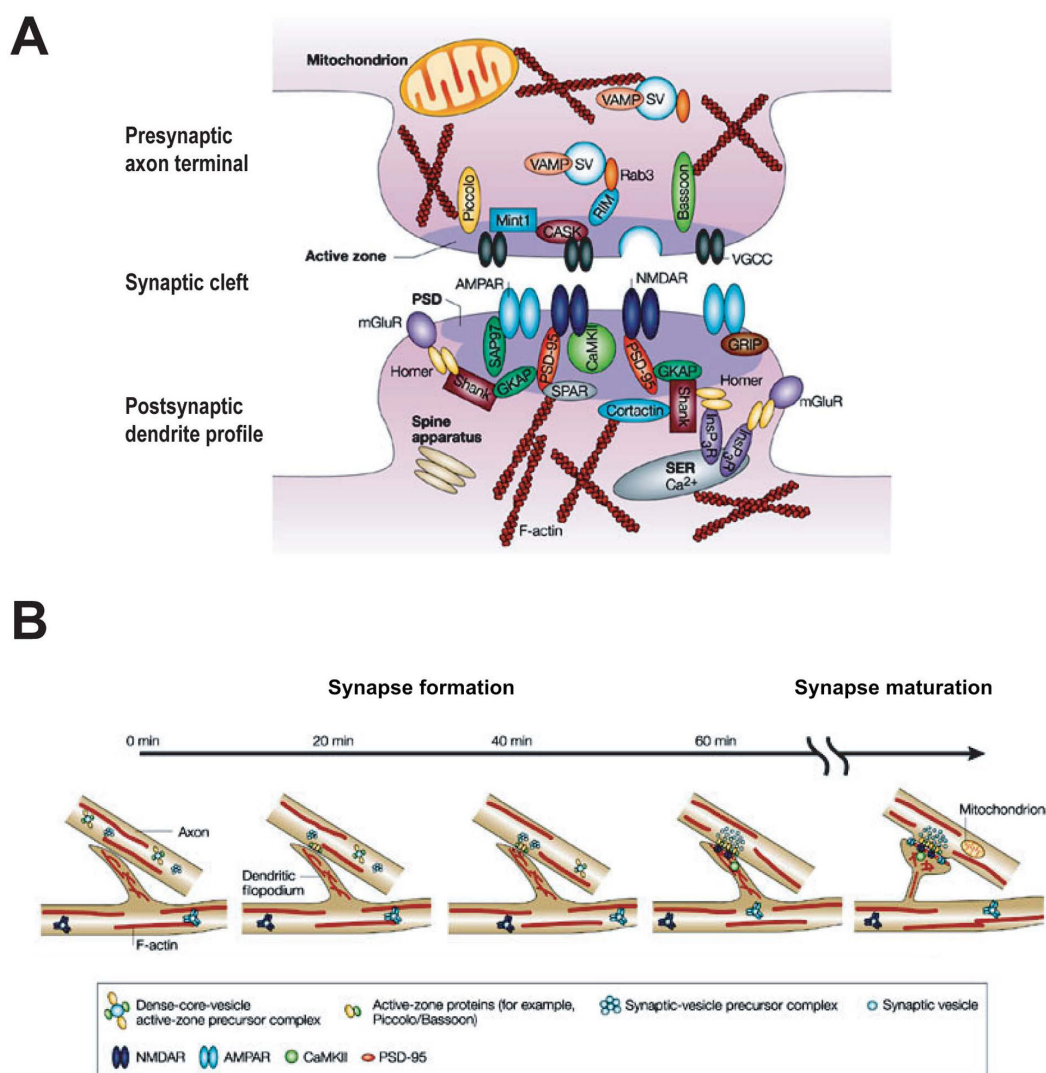 A
Mitochondrion
VAMP SV
Presynaptic
axon terminal
VAMP SV
Rab3
Piccolo
Bassoon
RIM
Mint1
CASK
Active zone
VGCC
Synaptic cleft
AMPAR
NMDAR
PSD
mGluR
SAP97
PSD-95
CaMKII
PSD-95
GRIP
Homer
Shank
GKAP
SPAR
GKAP
Homer
mGluR
Cortactin
Shank
InsP3R
InsP3R
Postsynaptic
dendrite profile
Spine
apparatus
SER
Ca2+
F-actin
B
Synapse formation
Synapse maturation
0 min
20 min
40 min
60 min
Axon
Mitochondrion
Dendritic
filopodium
F-actin
Dense-core-vesicle
active-zone precursor complex
Active-zone proteins (for example,
Piccolo/Bassoon)
Synaptic-vesicle precursor complex
Synaptic vesicle
NMDAR
AMPAR
CaMKII
PSD-95